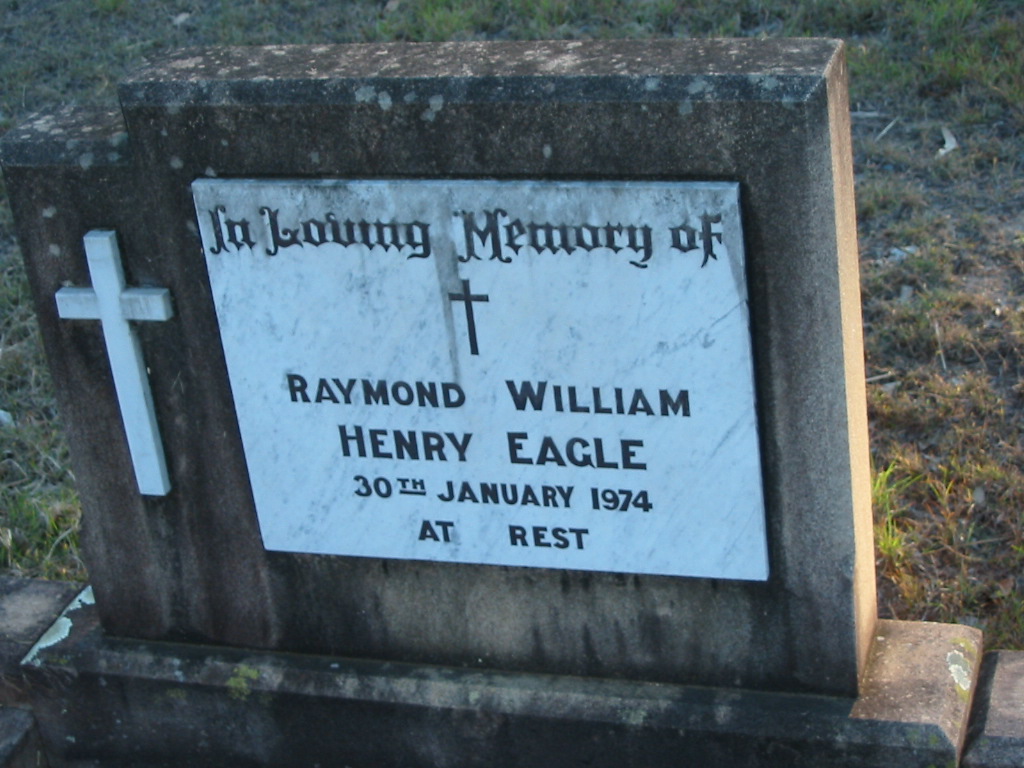 In Loving Memory of
RAYMOND WILLIAM
HENRY EAGLE
30TH JANUARY 1974
AT REST